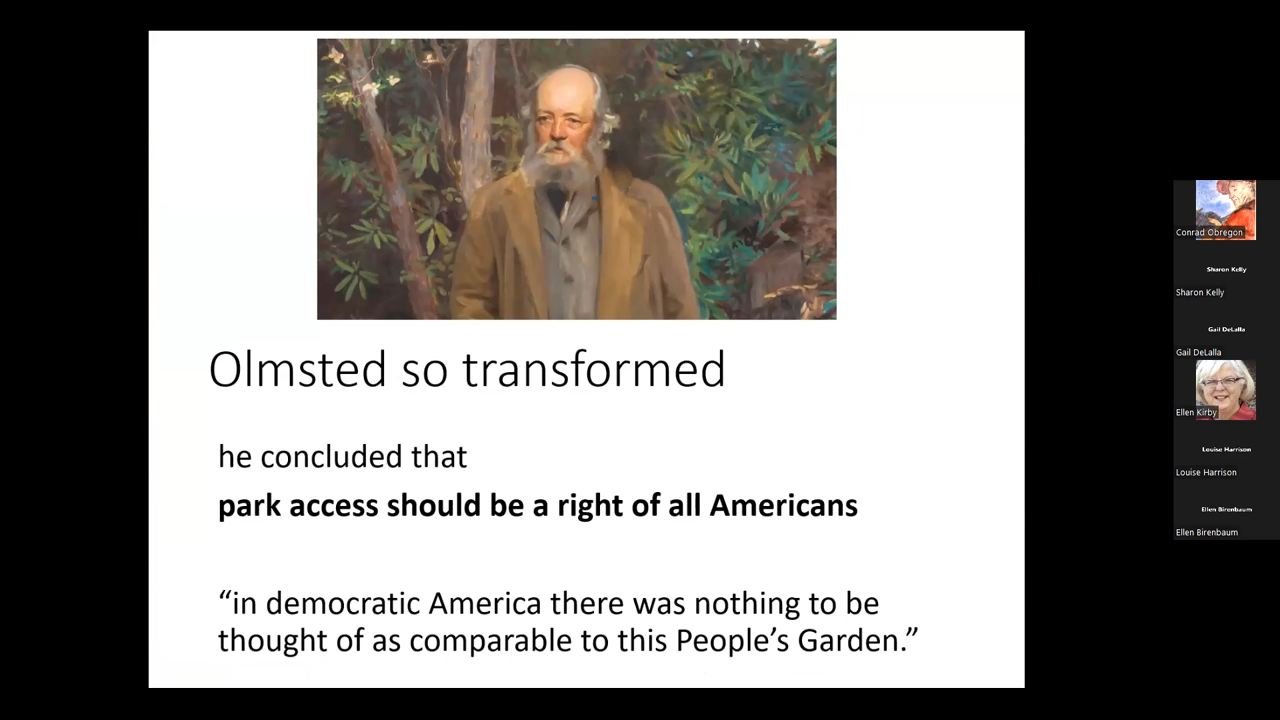 Olmsted so transformed
he concluded that
park access should be a right of all Americans
“in democratic America there was nothing to be
thought of as comparable to this People’s Garden.”
Conrad Obregon
Sharon Kelly
Sharon Kelly
Gail DeLalla
Gail DeLalla
Ellen Kirby
Louise Harrison
Louise Harrison
Ellen Birenbaum
Ellen Birenbaum